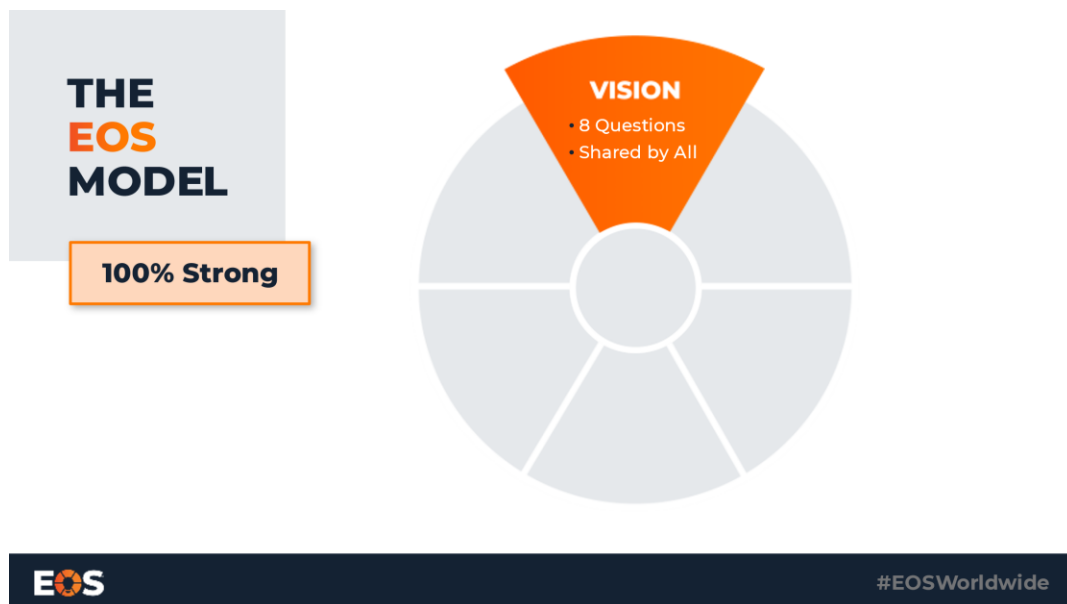 THE
EOS
MODEL
100% Strong
VISION
• 8 Questions
• Shared by All
EOS
#EOSWorldwide